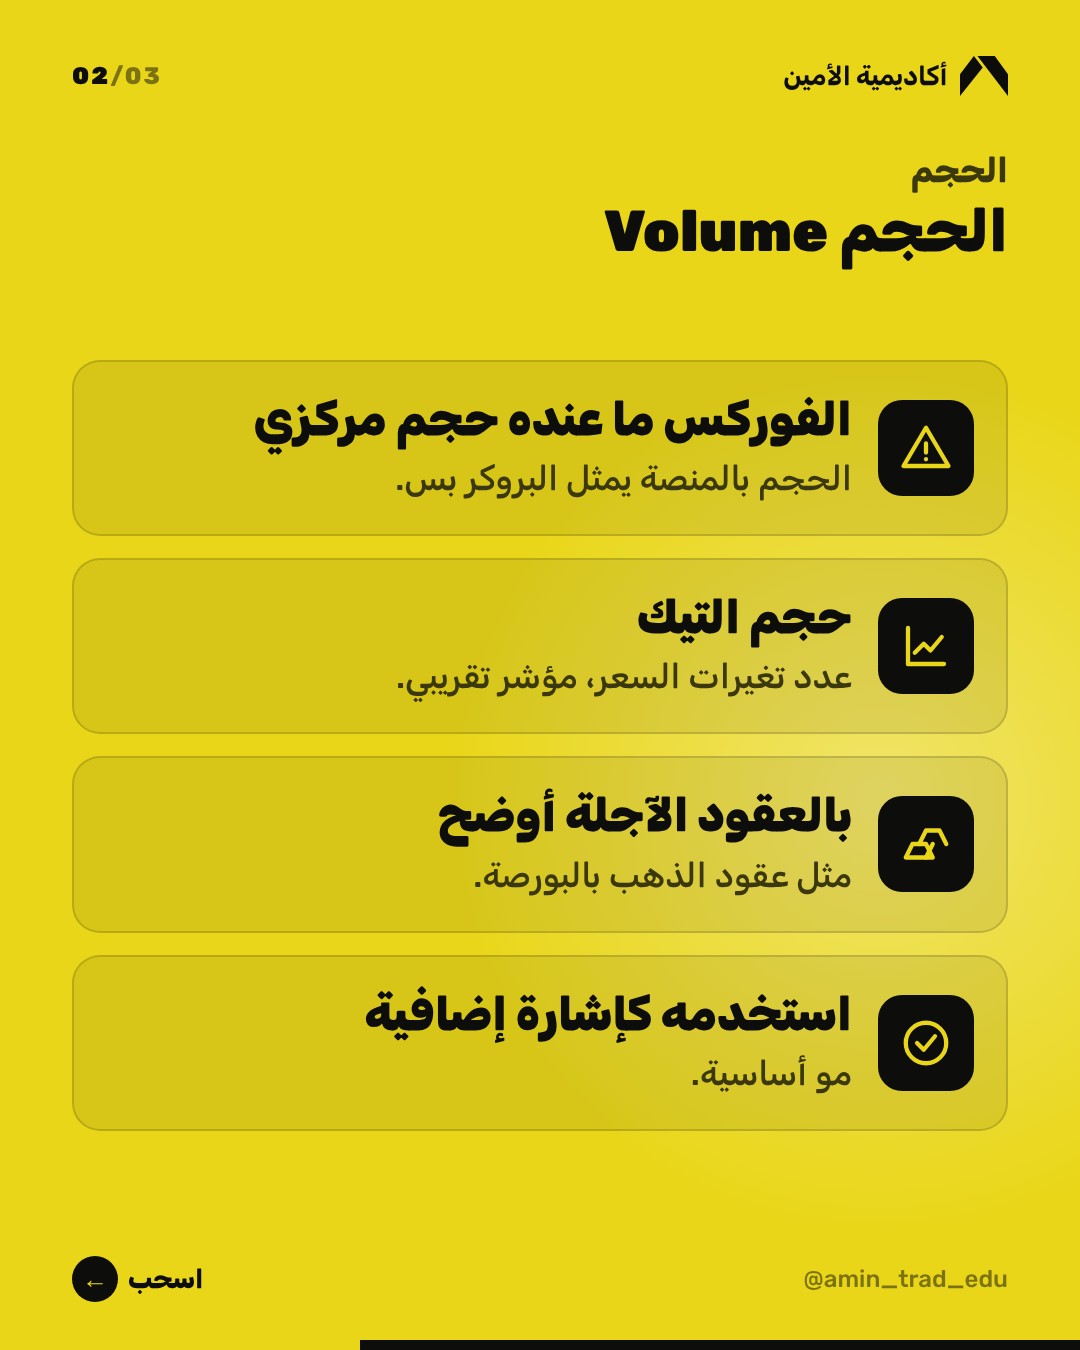 أكاديمية الأمين
02/03
الحجم
الحجم Volume
الفوركس ما عنده حجم مركزي
الحجم بالمنصة يمثل البروكر بس.
حجم التيك
عدد تغيرات السعر، مؤشر تقريبي.
بالعقود الآجلة أوضح
مثل عقود الذهب بالبورصة.
استخدمه كإشارة إضافية
مو أساسية.
@amin_trad_edu
اسحب ←